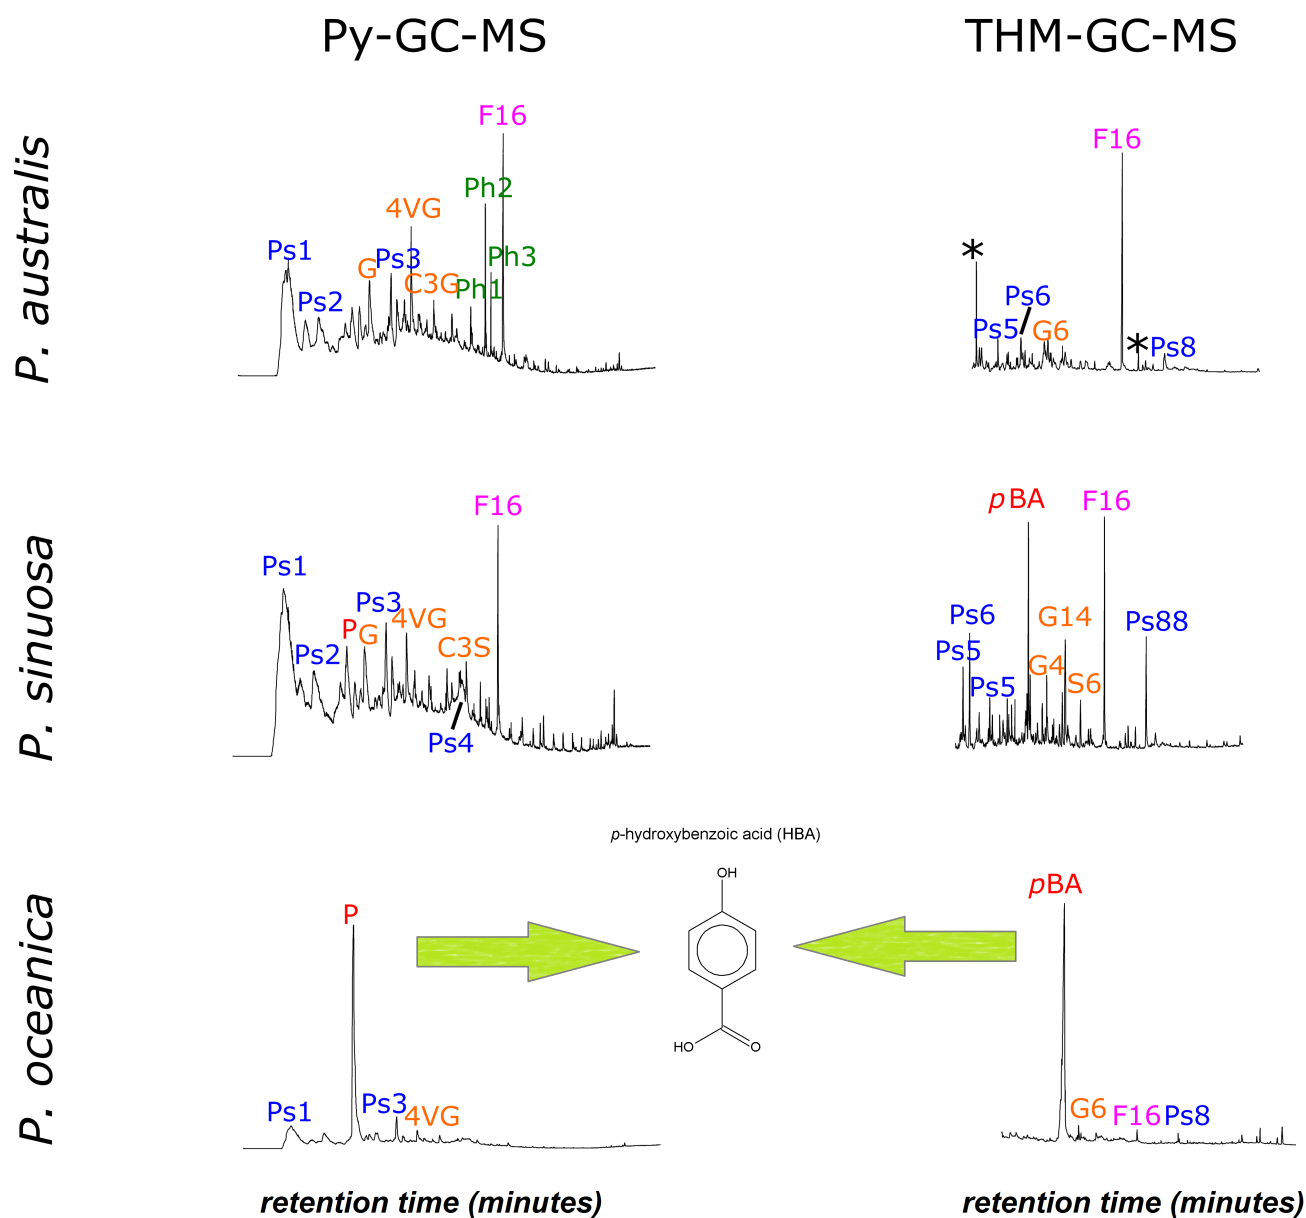 Py-GC-MS
THM-GC-MS
P. australis
F16
Ph2
4VG
Ps1
G
Ps3
Ph3
C3G
Ph1
Ps2
F16
*
Ps6
Ps5
G6
*
Ps8
P. sinuosa
F16
Ps1
Ps3
4VG
P
G
C3S
Ps2
Ps4
pBA
F16
Ps6
G14
Ps88
Ps5
G4
S6
Ps5
p-hydroxybenzoic acid (HBA)
OH
HO
O
P. oceanica
P
Ps1
Ps3
4VG
pBA
G6
F16
Ps8
retention time (minutes)
retention time (minutes)